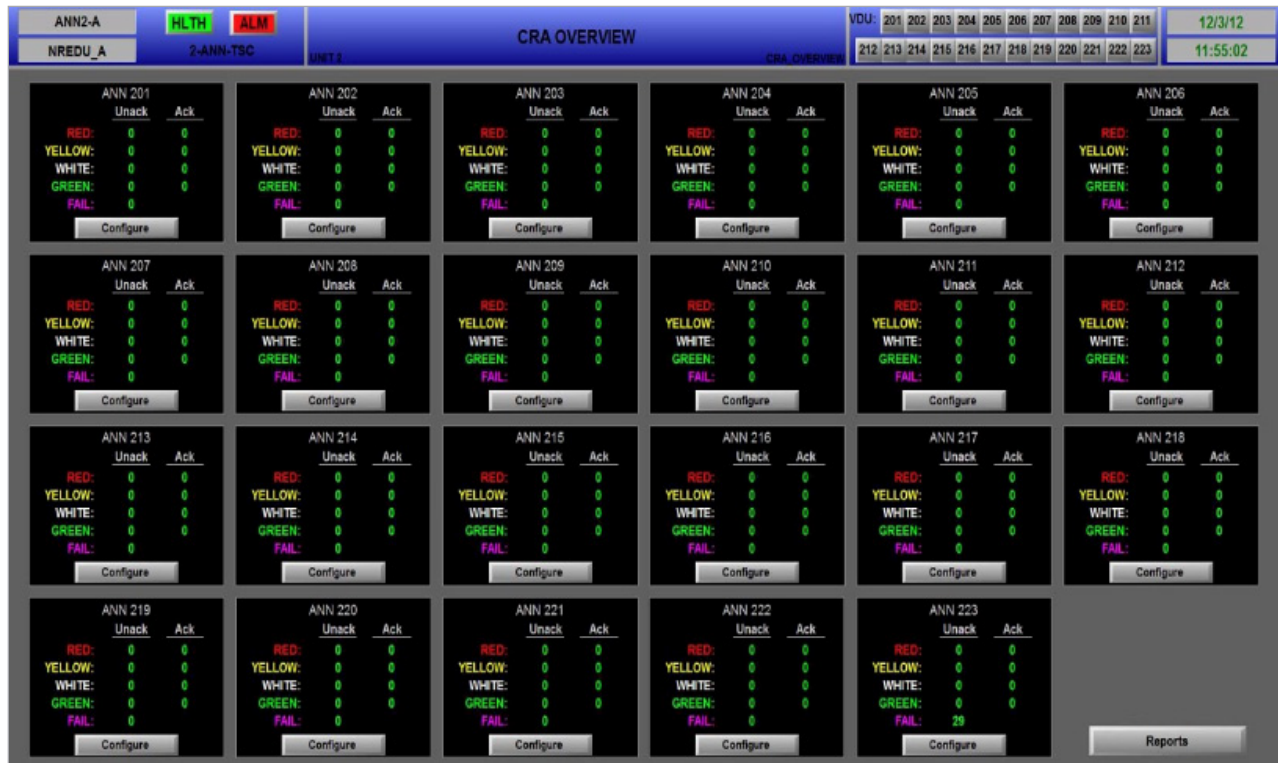 ANN2-A
HLTH
ALM
NREDU_A
2-ANN-TSC
CRA OVERVIEW
UNIT 2
CRA_OVERVIEW
VDU: 201 202 203 204 205 206 207 208 209 210 211
212 213 214 215 216 217 218 219 220 221 222 223
12/3/12
11:55:02
ANN 201
Unack Ack
RED: 0 0
YELLOW: 0 0
WHITE: 0 0
GREEN: 0 0
FAIL: 0
Configure
ANN 202
Unack Ack
RED: 0 0
YELLOW: 0 0
WHITE: 0 0
GREEN: 0 0
FAIL: 0
Configure
ANN 203
Unack Ack
RED: 0 0
YELLOW: 0 0
WHITE: 0 0
GREEN: 0 0
FAIL: 0
Configure
ANN 204
Unack Ack
RED: 0 0
YELLOW: 0 0
WHITE: 0 0
GREEN: 0 0
FAIL: 0
Configure
ANN 205
Unack Ack
RED: 0 0
YELLOW: 0 0
WHITE: 0 0
GREEN: 0 0
FAIL: 0
Configure
ANN 206
Unack Ack
RED: 0 0
YELLOW: 0 0
WHITE: 0 0
GREEN: 0 0
FAIL: 0
Configure
ANN 207
Unack Ack
RED: 0 0
YELLOW: 0 0
WHITE: 0 0
GREEN: 0 0
FAIL: 0
Configure
ANN 208
Unack Ack
RED: 0 0
YELLOW: 0 0
WHITE: 0 0
GREEN: 0 0
FAIL: 0
Configure
ANN 209
Unack Ack
RED: 0 0
YELLOW: 0 0
WHITE: 0 0
GREEN: 0 0
FAIL: 0
Configure
ANN 210
Unack Ack
RED: 0 0
YELLOW: 0 0
WHITE: 0 0
GREEN: 0 0
FAIL: 0
Configure
ANN 211
Unack Ack
RED: 0 0
YELLOW: 0 0
WHITE: 0 0
GREEN: 0 0
FAIL: 0
Configure
ANN 212
Unack Ack
RED: 0 0
YELLOW: 0 0
WHITE: 0 0
GREEN: 0 0
FAIL: 0
Configure
ANN 213
Unack Ack
RED: 0 0
YELLOW: 0 0
WHITE: 0 0
GREEN: 0 0
FAIL: 0
Configure
ANN 214
Unack Ack
RED: 0 0
YELLOW: 0 0
WHITE: 0 0
GREEN: 0 0
FAIL: 0
Configure
ANN 215
Unack Ack
RED: 0 0
YELLOW: 0 0
WHITE: 0 0
GREEN: 0 0
FAIL: 0
Configure
ANN 216
Unack Ack
RED: 0 0
YELLOW: 0 0
WHITE: 0 0
GREEN: 0 0
FAIL: 0
Configure
ANN 217
Unack Ack
RED: 0 0
YELLOW: 0 0
WHITE: 0 0
GREEN: 0 0
FAIL: 0
Configure
ANN 218
Unack Ack
RED: 0 0
YELLOW: 0 0
WHITE: 0 0
GREEN: 0 0
FAIL: 0
Configure
ANN 219
Unack Ack
RED: 0 0
YELLOW: 0 0
WHITE: 0 0
GREEN: 0 0
FAIL: 0
Configure
ANN 220
Unack Ack
RED: 0 0
YELLOW: 0 0
WHITE: 0 0
GREEN: 0 0
FAIL: 0
Configure
ANN 221
Unack Ack
RED: 0 0
YELLOW: 0 0
WHITE: 0 0
GREEN: 0 0
FAIL: 0
Configure
ANN 222
Unack Ack
RED: 0 0
YELLOW: 0 0
WHITE: 0 0
GREEN: 0 0
FAIL: 0
Configure
ANN 223
Unack Ack
RED: 0 0
YELLOW: 0 0
WHITE: 0 0
GREEN: 0 0
FAIL: 29
Configure
Reports